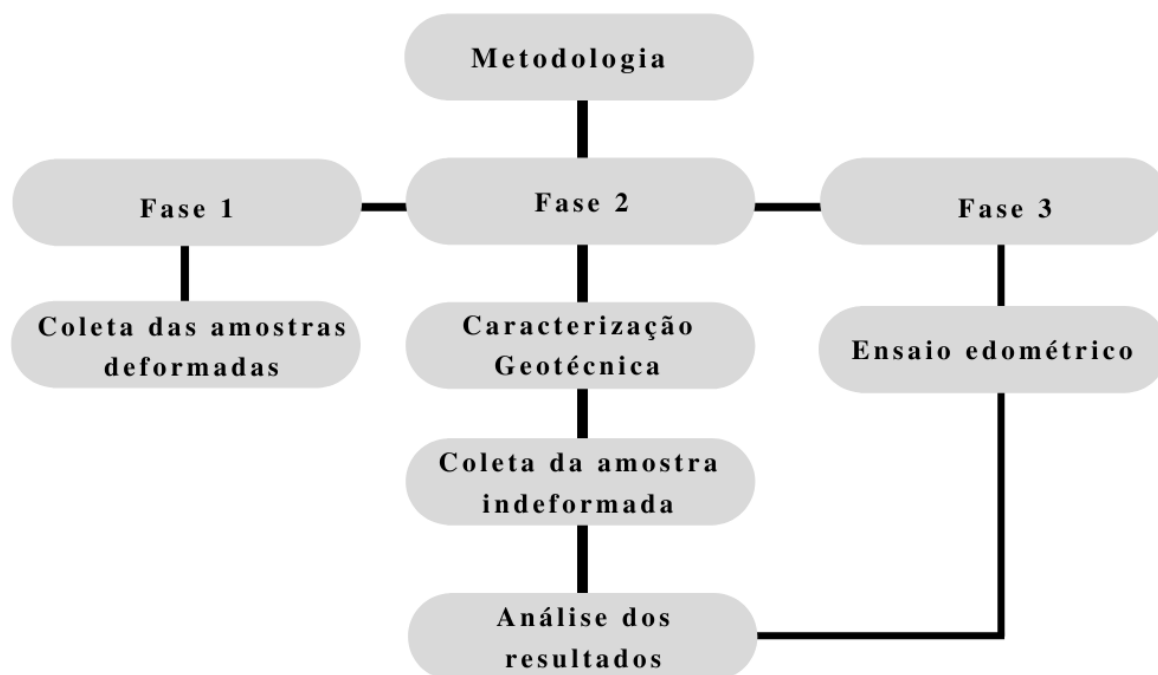 Metodologia
Fase 1
Fase 2
Fase 3
Coleta das amostras
deformadas
Caracterização
Geotécnica
Ensaio edométrico
Coleta da amostra
indeformada
Análise dos
resultados